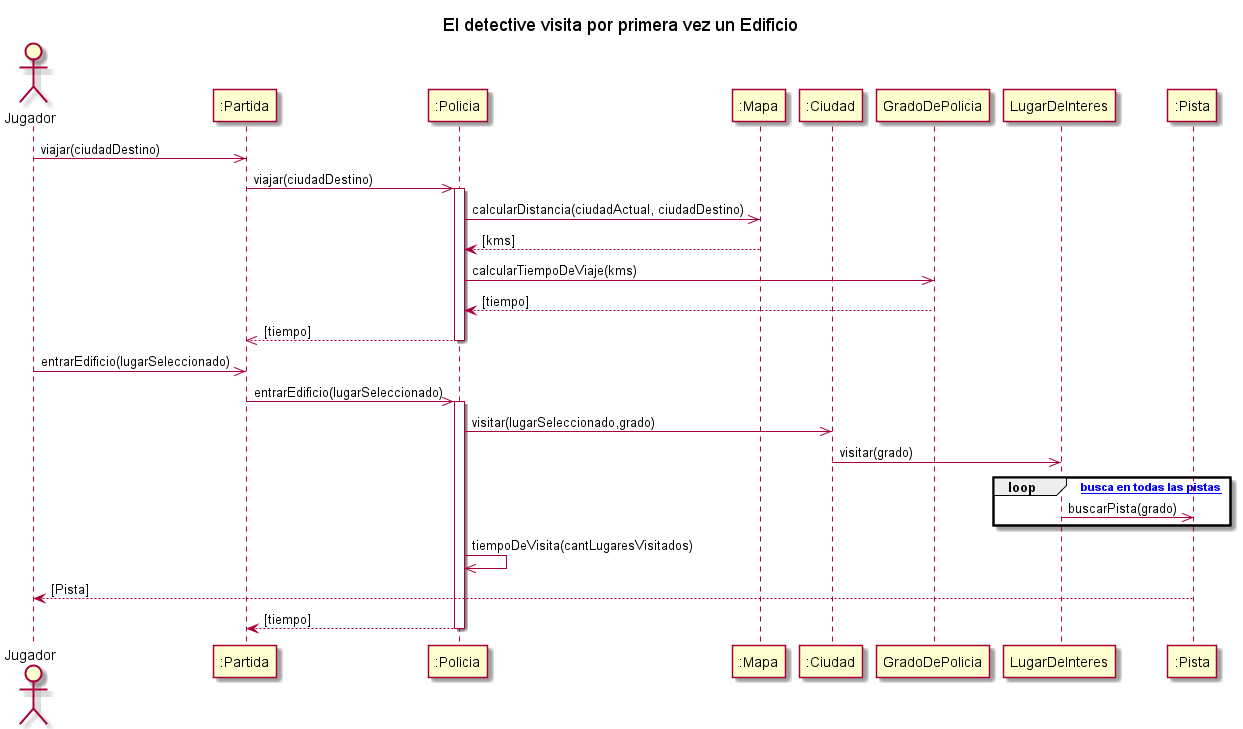 El detective visita por primera vez un Edificio
Jugador
:Partida
:Policia
:Mapa
:Ciudad
GradoDePolicia
LugarDeInteres
:Pista
viajar(ciudadDestino)
viajar(ciudadDestino)
calcularDistancia(ciudadActual, ciudadDestino)
[kms]
calcularTiempoDeViaje(kms)
[tiempo]
[tiempo]
entrarEdificio(lugarSeleccionado)
entrarEdificio(lugarSeleccionado)
visitar(lugarSeleccionado,grado)
visitar(grado)
loop
busca en todas las pistas
buscarPista(grado)
tiempoDeVisita(cantLugaresVisitados)
[Pista]
[tiempo]
Jugador
:Partida
:Policia
:Mapa
:Ciudad
GradoDePolicia
LugarDeInteres
:Pista